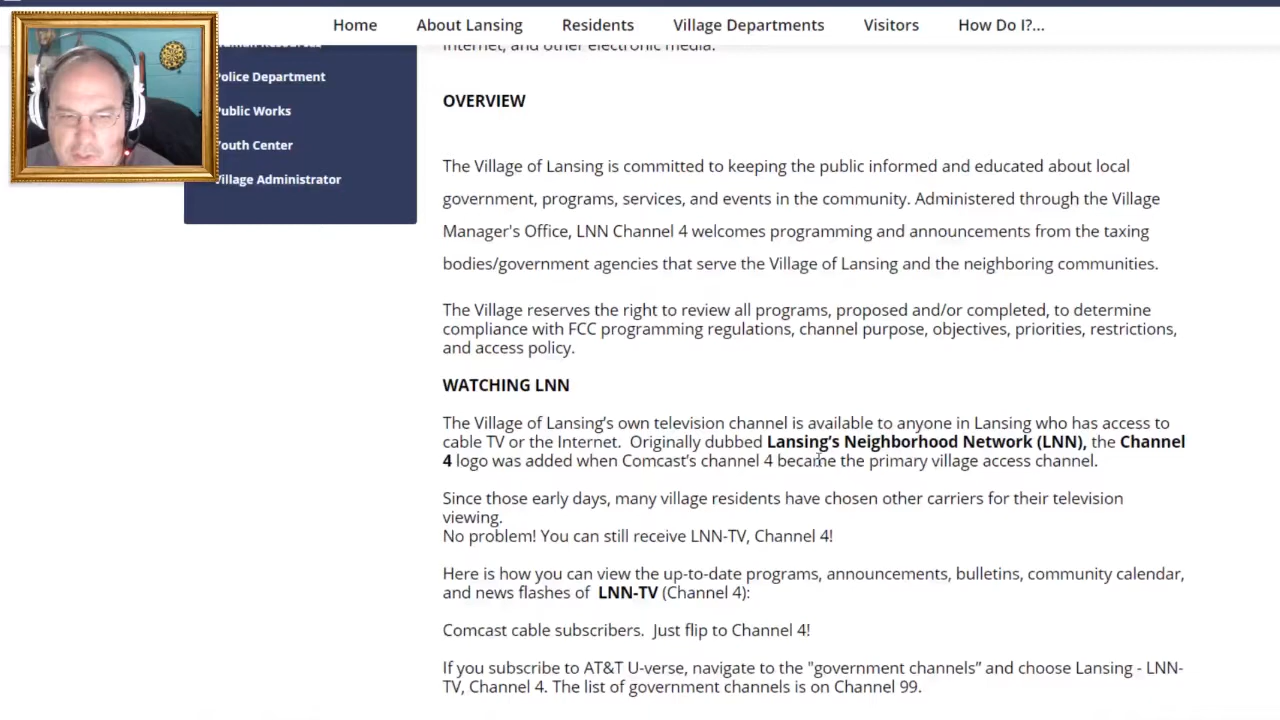 Home About Lansing Residents Village Departments Visitors How Do I?...
Internet, and other electronic media.
Police Department
Public Works
Youth Center
Village Administrator
OVERVIEW
The Village of Lansing is committed to keeping the public informed and educated about local
government, programs, services, and events in the community. Administered through the Village
Manager's Office, LNN Channel 4 welcomes programming and announcements from the taxing
bodies/government agencies that serve the Village of Lansing and the neighboring communities.
The Village reserves the right to review all programs, proposed and/or completed, to determine
compliance with FCC programming regulations, channel purpose, objectives, priorities, restrictions,
and access policy.
WATCHING LNN
The Village of Lansing's own television channel is available to anyone in Lansing who has access to
cable TV or the Internet.  Originally dubbed Lansing's Neighborhood Network (LNN), the Channel
4 logo was added when Comcast's channel 4 became the primary village access channel.
Since those early days, many village residents have chosen other carriers for their television
viewing.
No problem! You can still receive LNN-TV, Channel 4!
Here is how you can view the up-to-date programs, announcements, bulletins, community calendar,
and news flashes of  LNN-TV (Channel 4):
Comcast cable subscribers.  Just flip to Channel 4!
If you subscribe to AT&T U-verse, navigate to the "government channels" and choose Lansing - LNN-
TV, Channel 4. The list of government channels is on Channel 99.